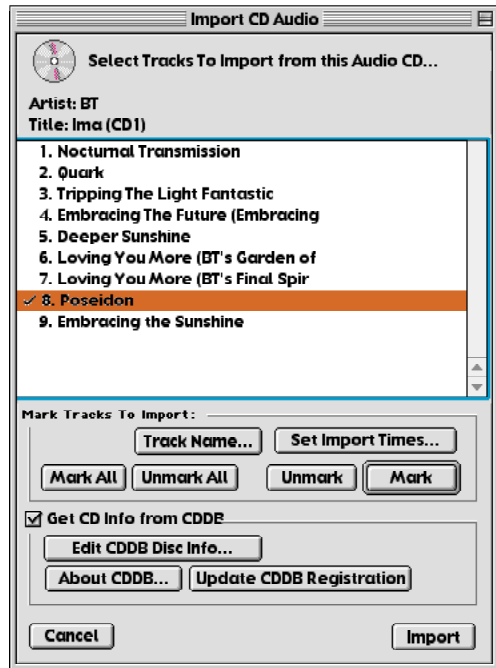 Import CD Audio
Select Tracks To Import from this Audio CD...
Artist: BT
Title: Ima (CD1)
1. Nocturnal Transmission
2. Quark
3. Tripping The Light Fantastic
4. Embracing The Future (Embracing
5. Deeper Sunshine
6. Loving You More (BT's Garden of
7. Loving You More (BT's Final Spir
✓ 8. Poseidon
9. Embracing the Sunshine
Mark Tracks To Import:
Track Name... Set Import Times...
Mark All Unmark All Unmark Mark
Get CD Info from CDDB
Edit CDDB Disc Info...
About CDDB... Update CDDB Registration
Cancel Import